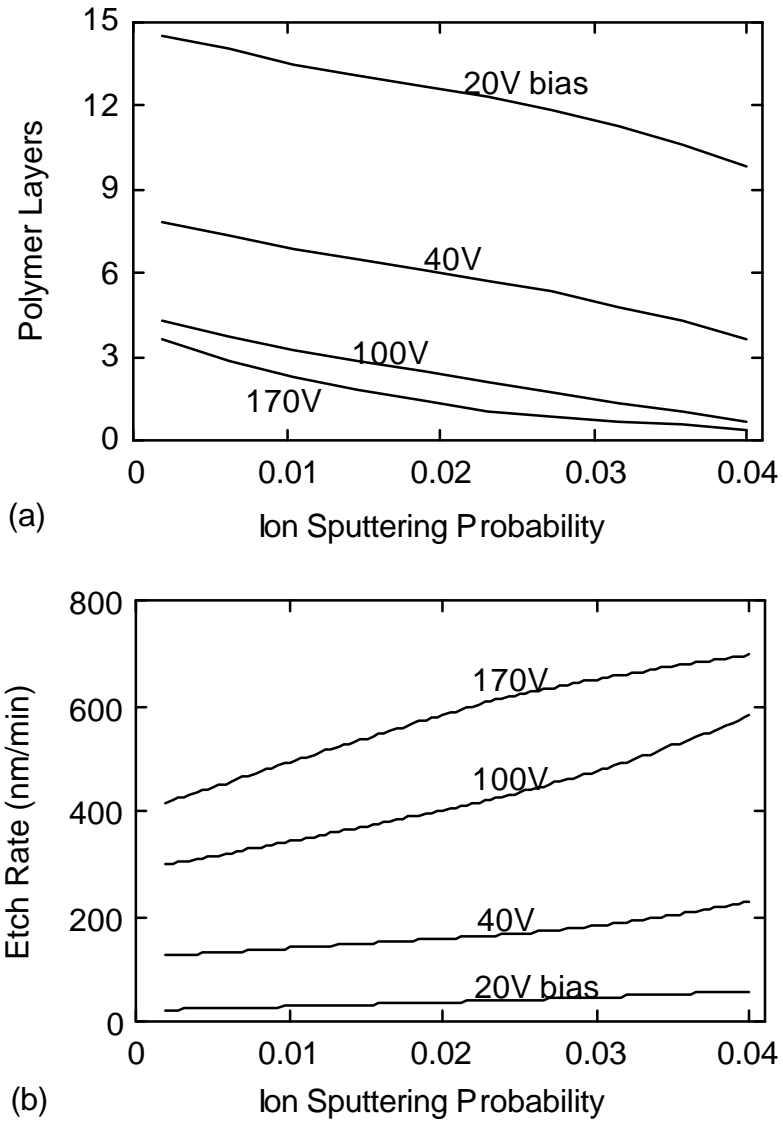 15
12
9
6
3
0
Polymer Layers
20V bias
40V
100V
170V
0 0.01 0.02 0.03 0.04
(a)
Ion Sputtering Probability
800
600
400
200
0
Etch Rate (nm/min)
170V
100V
40V
20V bias
0 0.01 0.02 0.03 0.04
(b)
Ion Sputtering Probability